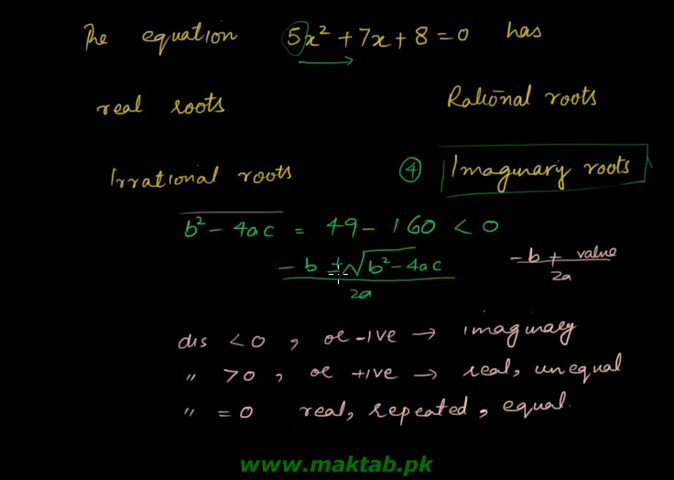 The equation 5x² + 7x + 8 = 0 has
real roots
Rational roots
Irrational roots
④ Imaginary roots
b² - 4ac = 49 - 160 < 0
-b ± √b² - 4ac
2a
-b + value
2a
dis < 0 , or -ive → imaginary
" > 0 , or +ive → real, unequal
" = 0 real, repeated, equal.
www.maktab.pk